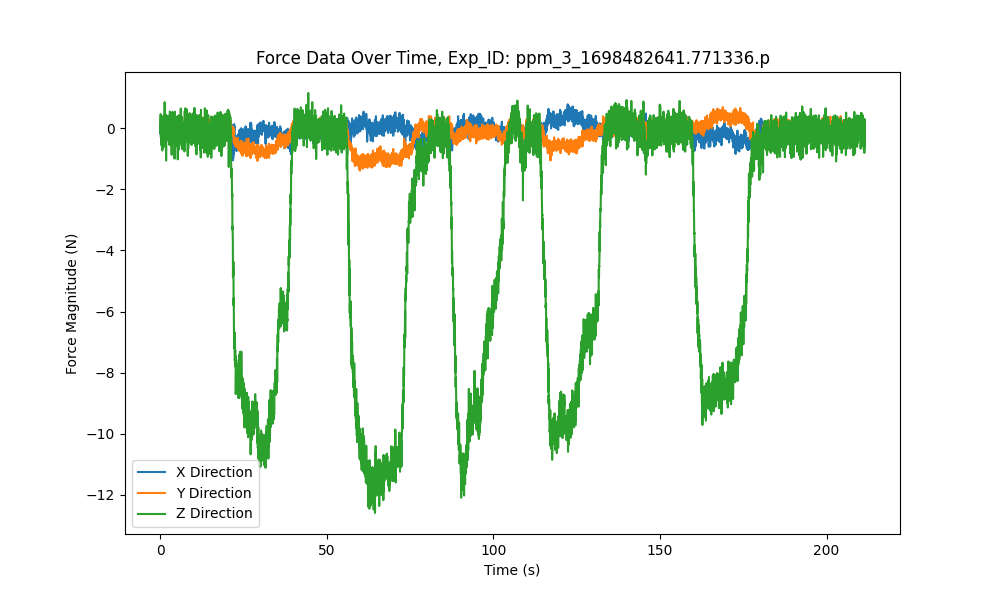 Force Data Over Time, Exp_ID: ppm_3_1698482641.771336.p
Force Magnitude (N)
0
−2
−4
−6
−8
−10
−12
X Direction
Y Direction
Z Direction
0 50 100 150 200
Time (s)